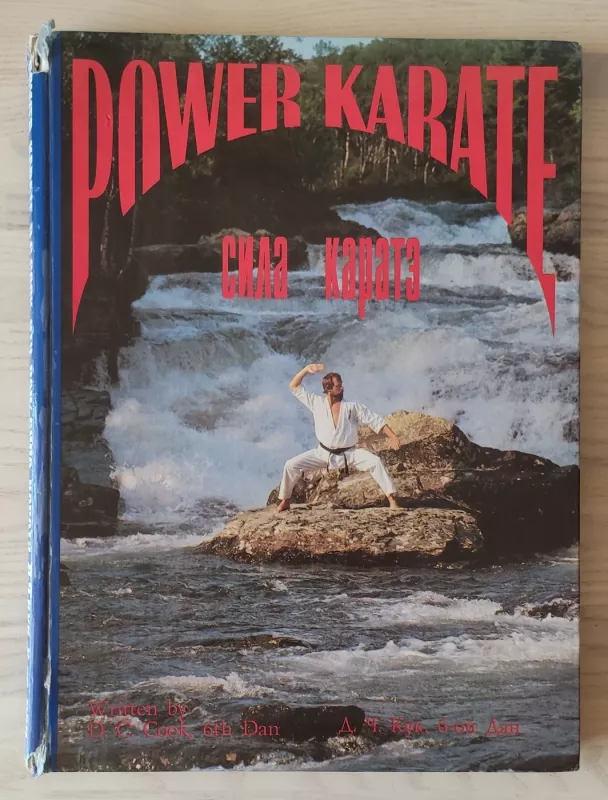 POWER KARATE
сила каратэ
Written by
D. C. Cook, 6th Dan
Д. Ч. Кук, 6-ой Дан